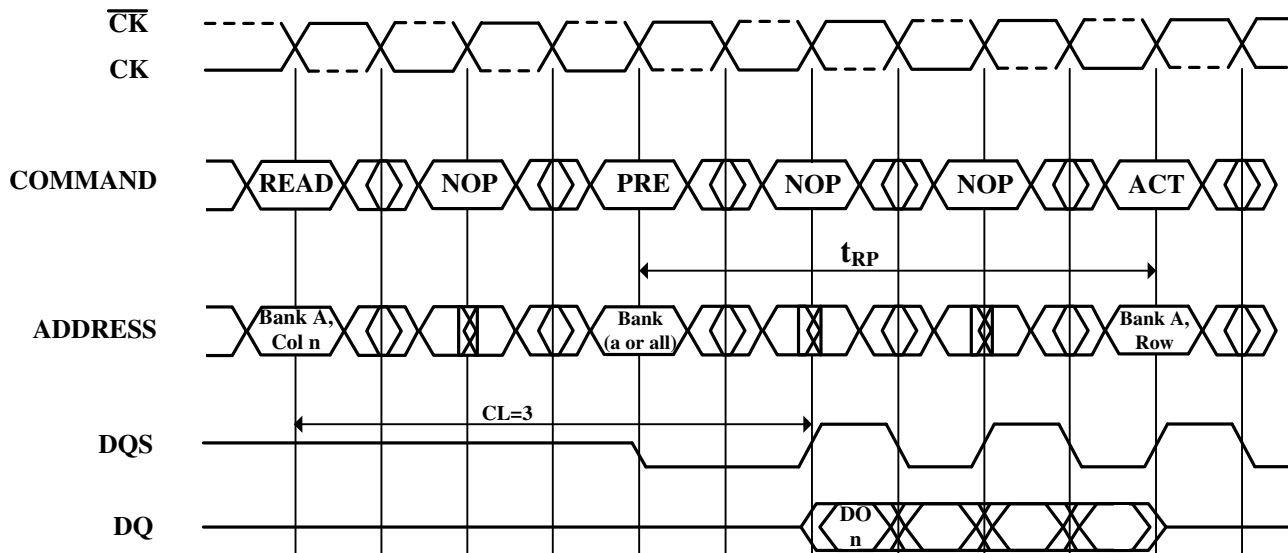 CK
CK
COMMAND READ NOP PRE NOP NOP ACT
tRP
ADDRESS Bank A, Col n Bank (a or all) Bank A, Row
CL=3
DQS
DQ DO n